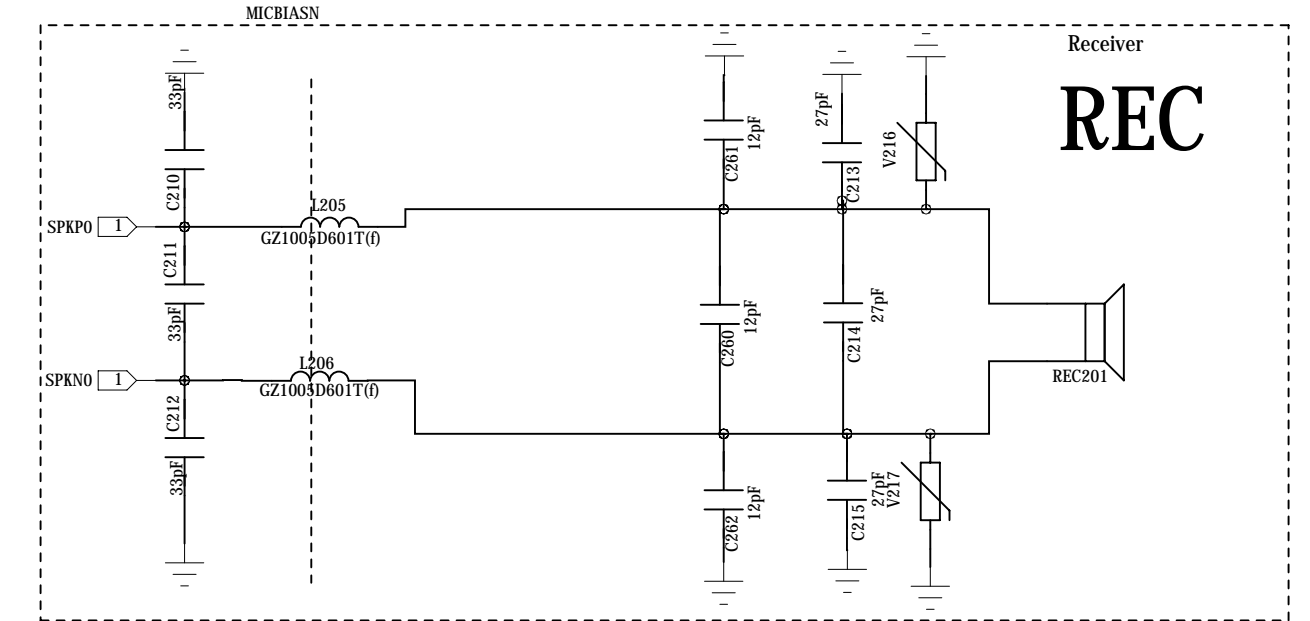 MICBIASN
Receiver
REC
33pF
C210
SPKP0 1
C211
33pF
L205
GZ1005D601T(f)
SPKN0 1
L206
GZ1005D601T(f)
C212
33pF
C261
12pF
27pF
C213
V216
C260
12pF
C214
27pF
REC201
C262
12pF
C215
27pF
V217